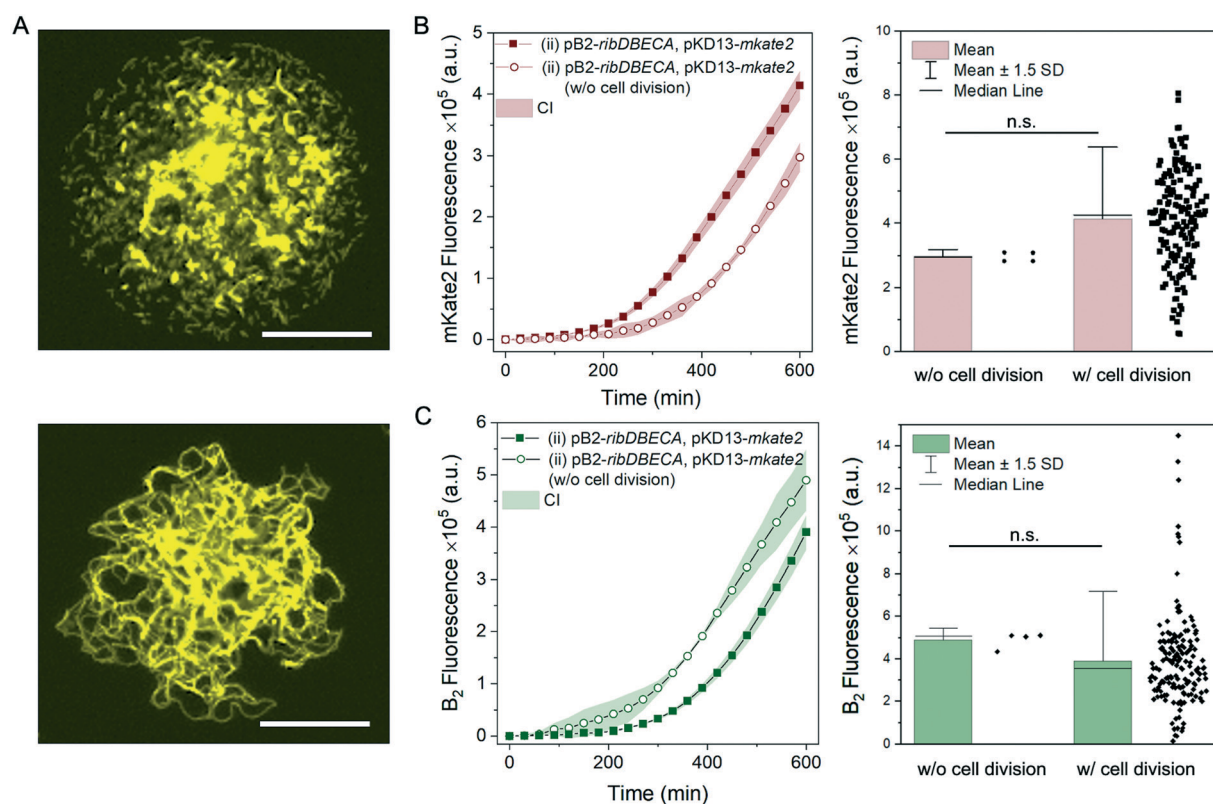 A
B
mKate2 Fluorescence ×10⁵ (a.u.)
5
4
3
2
1
0
(ii) pB2-ribDBECA, pKD13-mkate2
(ii) pB2-ribDBECA, pKD13-mkate2
(w/o cell division)
CI
0 200 400 600
Time (min)
mKate2 Fluorescence ×10⁵ (a.u.)
10
8
6
4
2
0
Mean
Mean ± 1.5 SD
Median Line
n.s.
w/o cell division w/ cell division
C
B₂ Fluorescence ×10⁵ (a.u.)
6
5
4
3
2
1
0
(ii) pB2-ribDBECA, pKD13-mkate2
(ii) pB2-ribDBECA, pKD13-mkate2
(w/o cell division)
CI
0 200 400 600
Time (min)
B₂ Fluorescence ×10⁵ (a.u.)
14
12
10
8
6
4
2
0
Mean
Mean ± 1.5 SD
Median Line
n.s.
w/o cell division w/ cell division